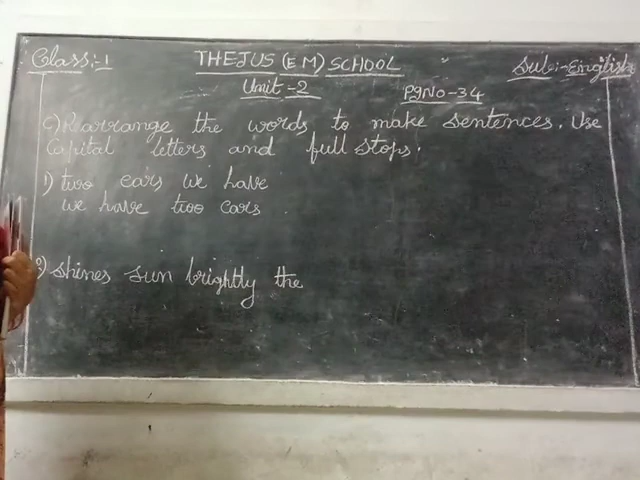 Class:-1 THEJUS (EM) SCHOOL Sub:-English
Unit-2 PgNo-34
c) Rearrange the words to make sentences. Use
Capital letters and full stops.
1) two cars we have
we have two cars
2) shines sun brightly the